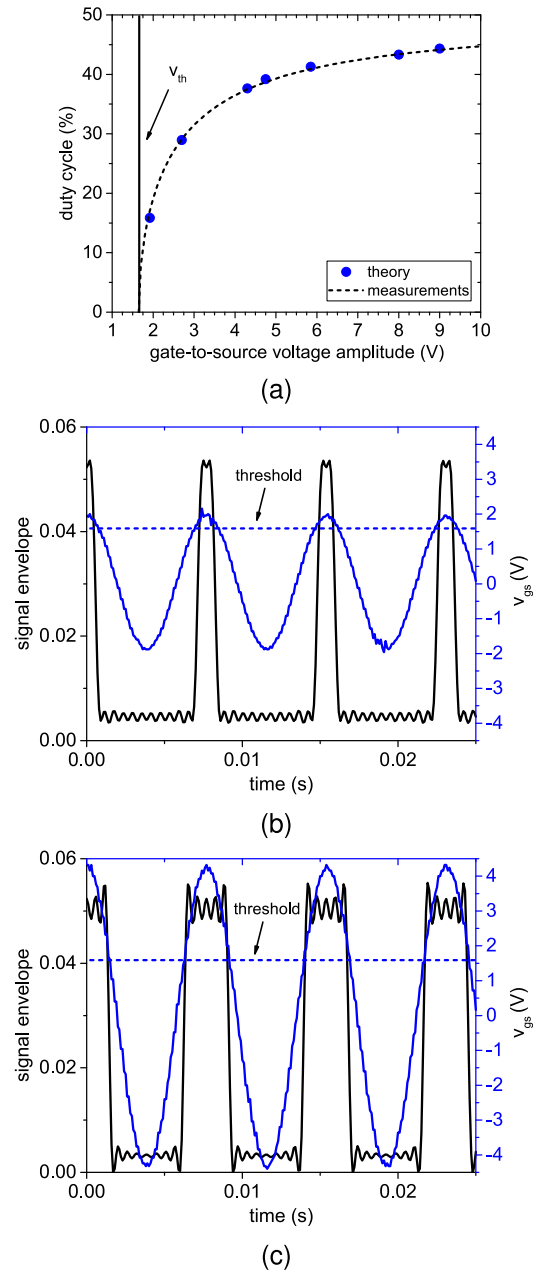 50
40
30
20
10
0
duty cycle (%)
v_th
theory
measurements
1 2 3 4 5 6 7 8 9 10
gate-to-source voltage amplitude (V)
(a)
0.06
0.04
0.02
0.00
signal envelope
threshold
4
3
2
1
0
-1
-2
-3
-4
v_gs (V)
0.00 0.01 0.02
time (s)
(b)
0.06
0.04
0.02
0.00
signal envelope
threshold
4
3
2
1
0
-1
-2
-3
-4
v_gs (V)
0.00 0.01 0.02
time (s)
(c)